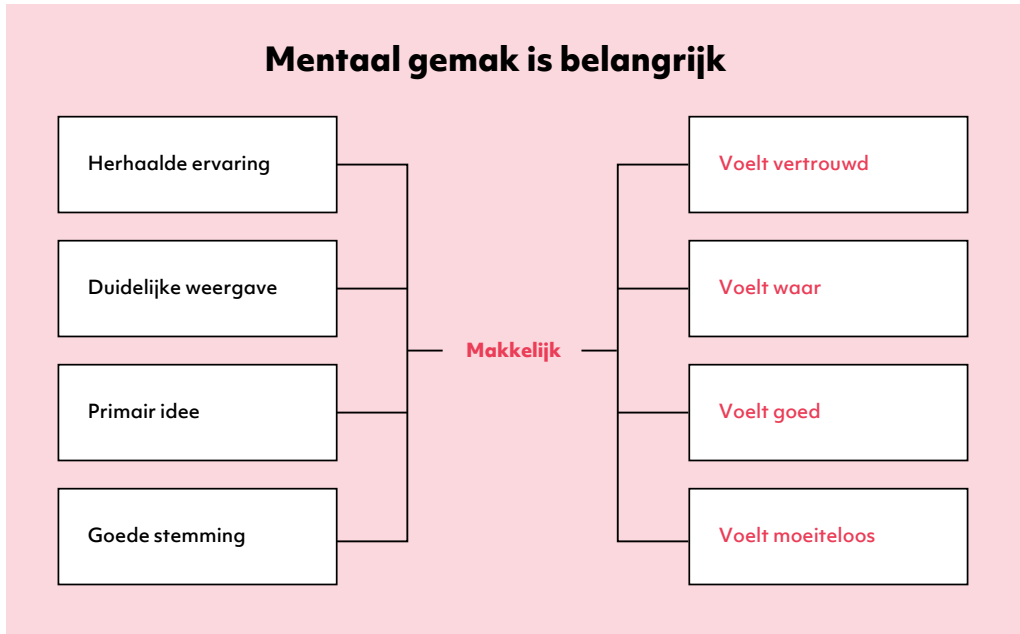 Mentaal gemak is belangrijk
Herhaalde ervaring
Duidelijke weergave
Primair idee
Goede stemming
Makkelijk
Voelt vertrouwd
Voelt waar
Voelt goed
Voelt moeiteloos